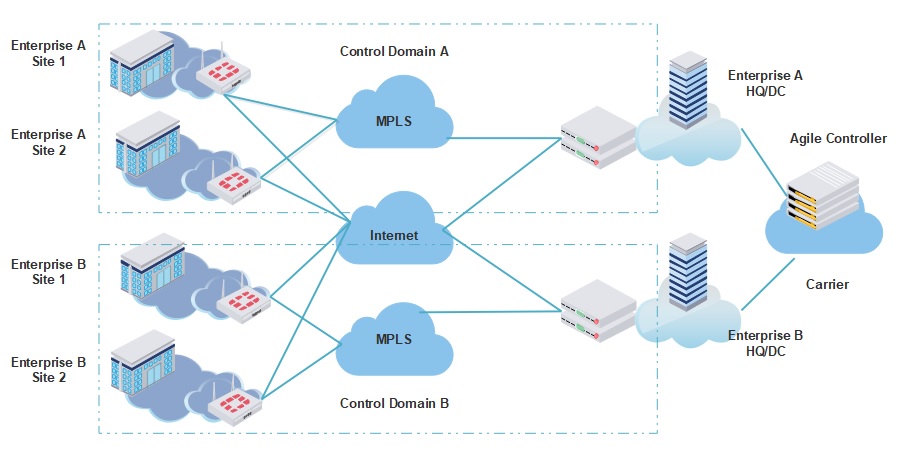 Enterprise A
Site 1
Control Domain A
MPLS
Enterprise A
HQ/DC
Enterprise A
Site 2
Agile Controller
Internet
Enterprise B
Site 1
Carrier
MPLS
Enterprise B
HQ/DC
Enterprise B
Site 2
Control Domain B